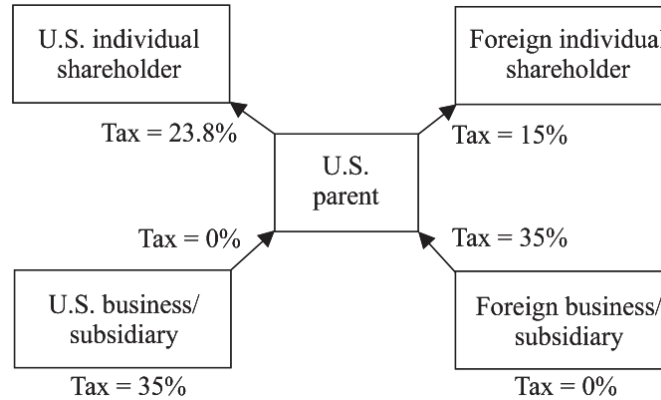 U.S. individual
shareholder
Foreign individual
shareholder
Tax = 23.8%
Tax = 15%
U.S.
parent
Tax = 0%
Tax = 35%
U.S. business/
subsidiary
Foreign business/
subsidiary
Tax = 35%
Tax = 0%